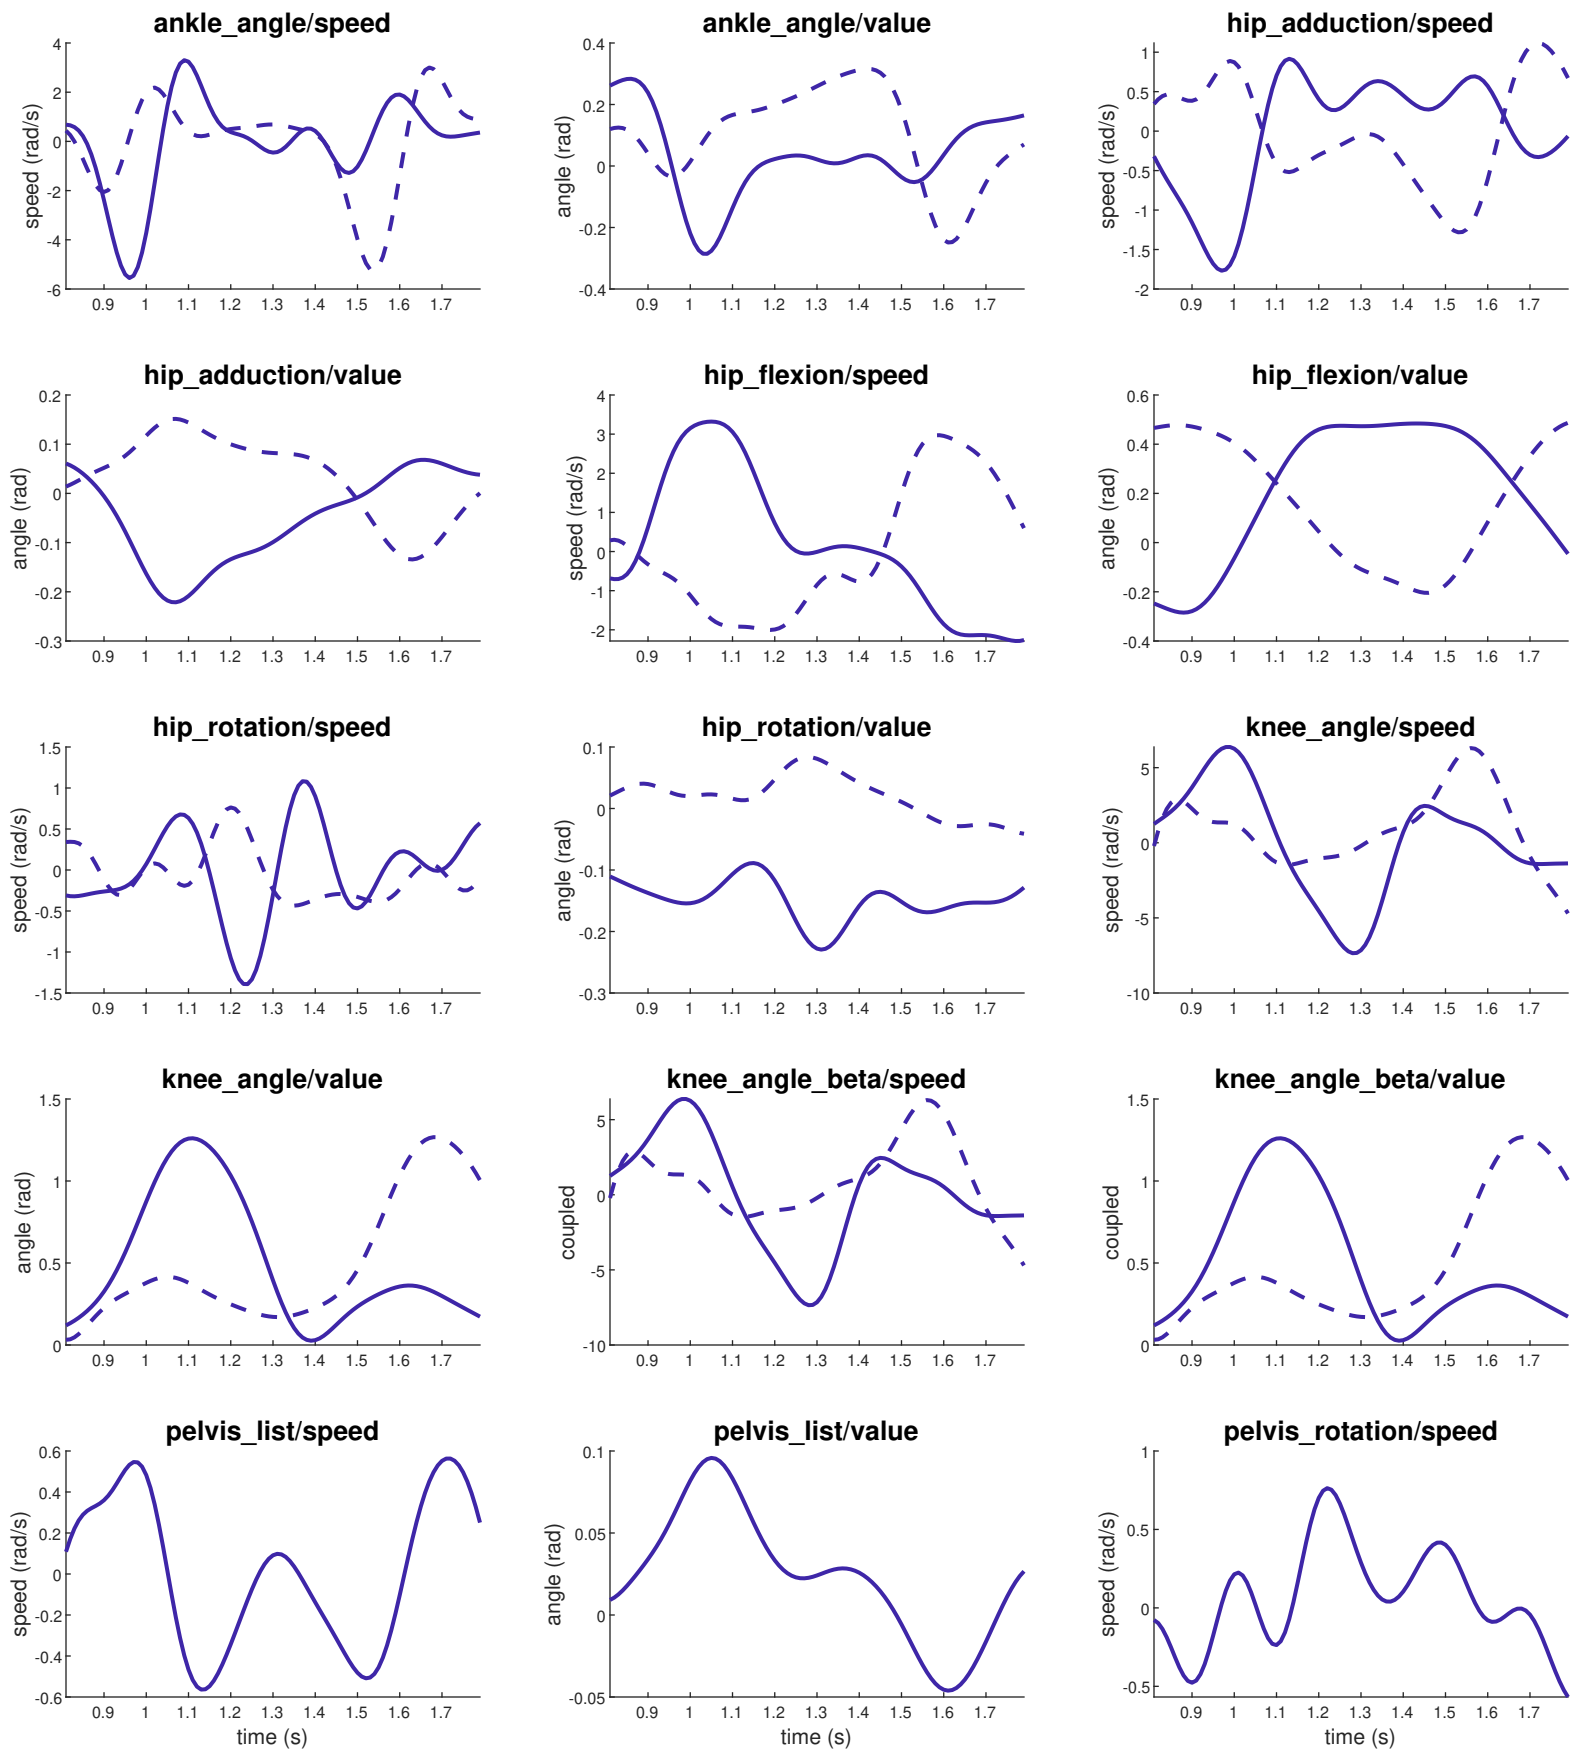 ankle_angle/speed
speed (rad/s)
4
2
0
-2
-4
-6
0.9 1 1.1 1.2 1.3 1.4 1.5 1.6 1.7
ankle_angle/value
angle (rad)
0.4
0.2
0
-0.2
-0.4
0.9 1 1.1 1.2 1.3 1.4 1.5 1.6 1.7
hip_adduction/speed
speed (rad/s)
1
0.5
0
-0.5
-1
-1.5
-2
0.9 1 1.1 1.2 1.3 1.4 1.5 1.6 1.7
hip_adduction/value
angle (rad)
0.2
0.1
0
-0.1
-0.2
-0.3
0.9 1 1.1 1.2 1.3 1.4 1.5 1.6 1.7
hip_flexion/speed
speed (rad/s)
4
3
2
1
0
-1
-2
0.9 1 1.1 1.2 1.3 1.4 1.5 1.6 1.7
hip_flexion/value
angle (rad)
0.6
0.4
0.2
0
-0.2
-0.4
0.9 1 1.1 1.2 1.3 1.4 1.5 1.6 1.7
hip_rotation/speed
speed (rad/s)
1.5
1
0.5
0
-0.5
-1
-1.5
0.9 1 1.1 1.2 1.3 1.4 1.5 1.6 1.7
hip_rotation/value
angle (rad)
0.1
0
-0.1
-0.2
-0.3
0.9 1 1.1 1.2 1.3 1.4 1.5 1.6 1.7
knee_angle/speed
speed (rad/s)
5
0
-5
-10
0.9 1 1.1 1.2 1.3 1.4 1.5 1.6 1.7
knee_angle/value
angle (rad)
1.5
1
0.5
0
0.9 1 1.1 1.2 1.3 1.4 1.5 1.6 1.7
knee_angle_beta/speed
coupled
5
0
-5
-10
0.9 1 1.1 1.2 1.3 1.4 1.5 1.6 1.7
knee_angle_beta/value
coupled
1.5
1
0.5
0
0.9 1 1.1 1.2 1.3 1.4 1.5 1.6 1.7
pelvis_list/speed
speed (rad/s)
0.6
0.4
0.2
0
-0.2
-0.4
-0.6
0.9 1 1.1 1.2 1.3 1.4 1.5 1.6 1.7
time (s)
pelvis_list/value
angle (rad)
0.1
0.05
0
-0.05
0.9 1 1.1 1.2 1.3 1.4 1.5 1.6 1.7
time (s)
pelvis_rotation/speed
speed (rad/s)
1
0.5
0
-0.5
0.9 1 1.1 1.2 1.3 1.4 1.5 1.6 1.7
time (s)